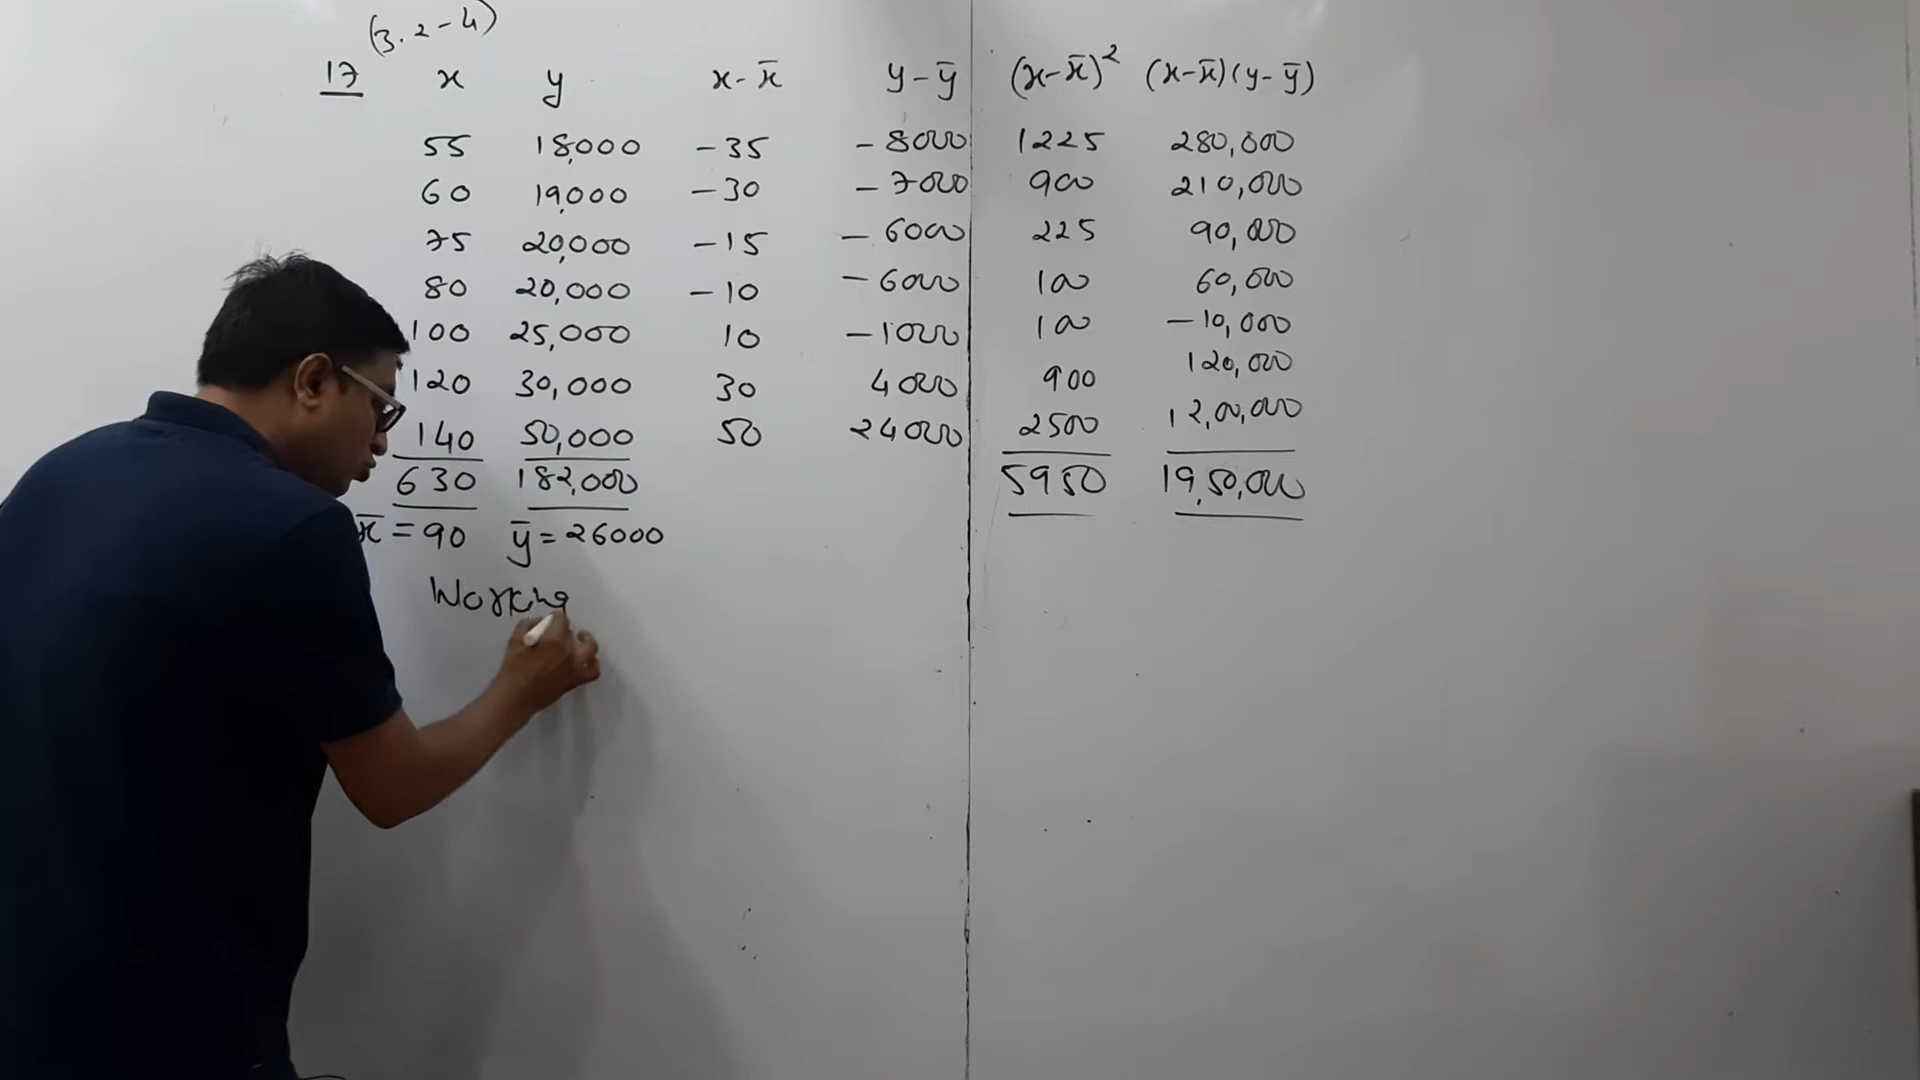 (3.2-4)
17 x y x-x̄ y-ȳ (x-x̄)² (x-x̄)(y-ȳ)
55 18,000 -35 -8000 1225 280,000
60 19,000 -30 -7000 900 210,000
75 20,000 -15 -6000 225 90,000
80 20,000 -10 -6000 100 60,000
100 25,000 10 -1000 100 -10,000
120 30,000 30 4000 900 120,000
140 50,000 50 24000 2500 12,00,000
630 182,000 5950 19,50,000
x̄=90 ȳ=26000
Working